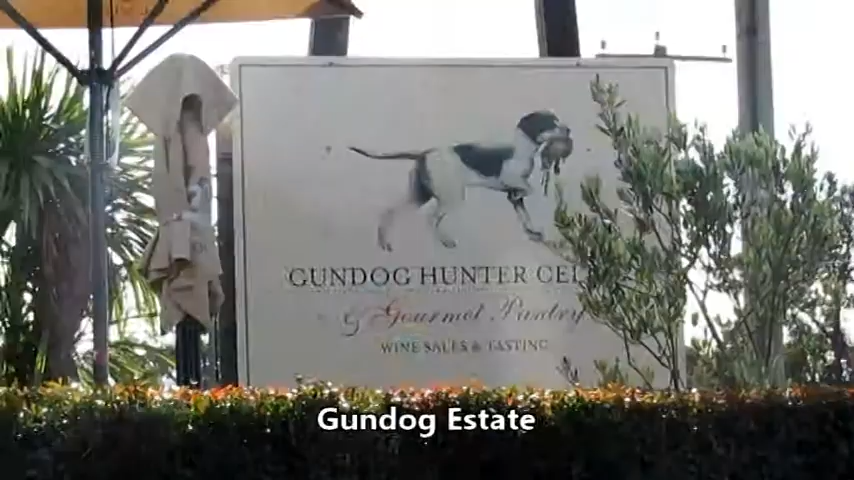 GUNDOG HUNTER CEL
& Gourmet Pantry
WINE SALES & TASTING
Gundog Estate